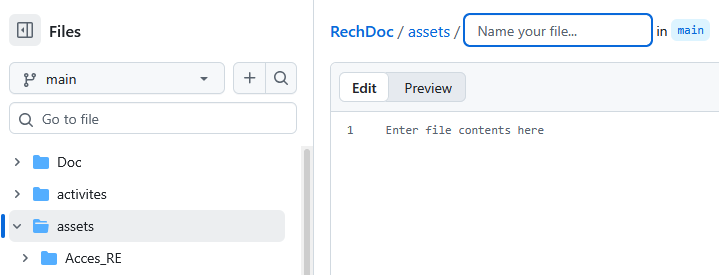 Files
main
Go to file
Doc
activites
assets
Acces_RE
RechDoc / assets / Name your file... in main
Edit Preview
1 Enter file contents here